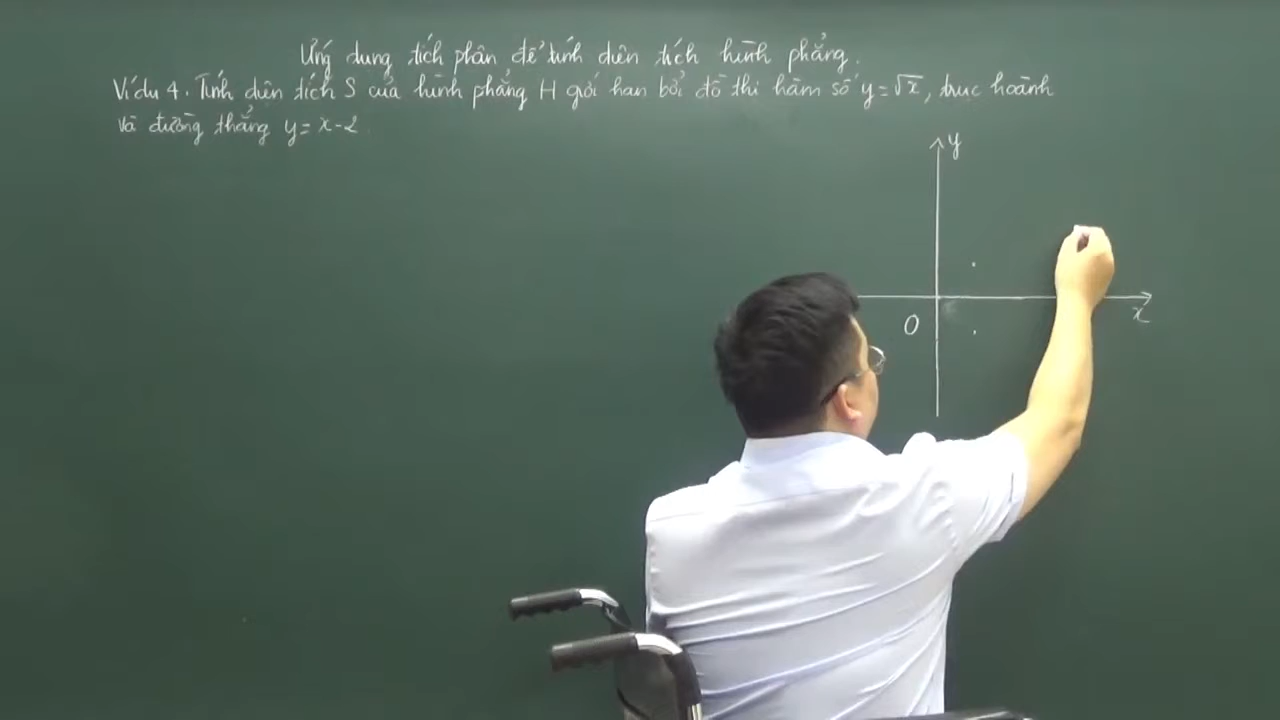 Ứng dụng tích phân để tính diện tích hình phẳng.
Ví dụ 4. Tính diện tích S của hình phẳng H giới hạn bởi đồ thị hàm số y = √x, trục hoành
và đường thẳng y = x - 2
y
O
x